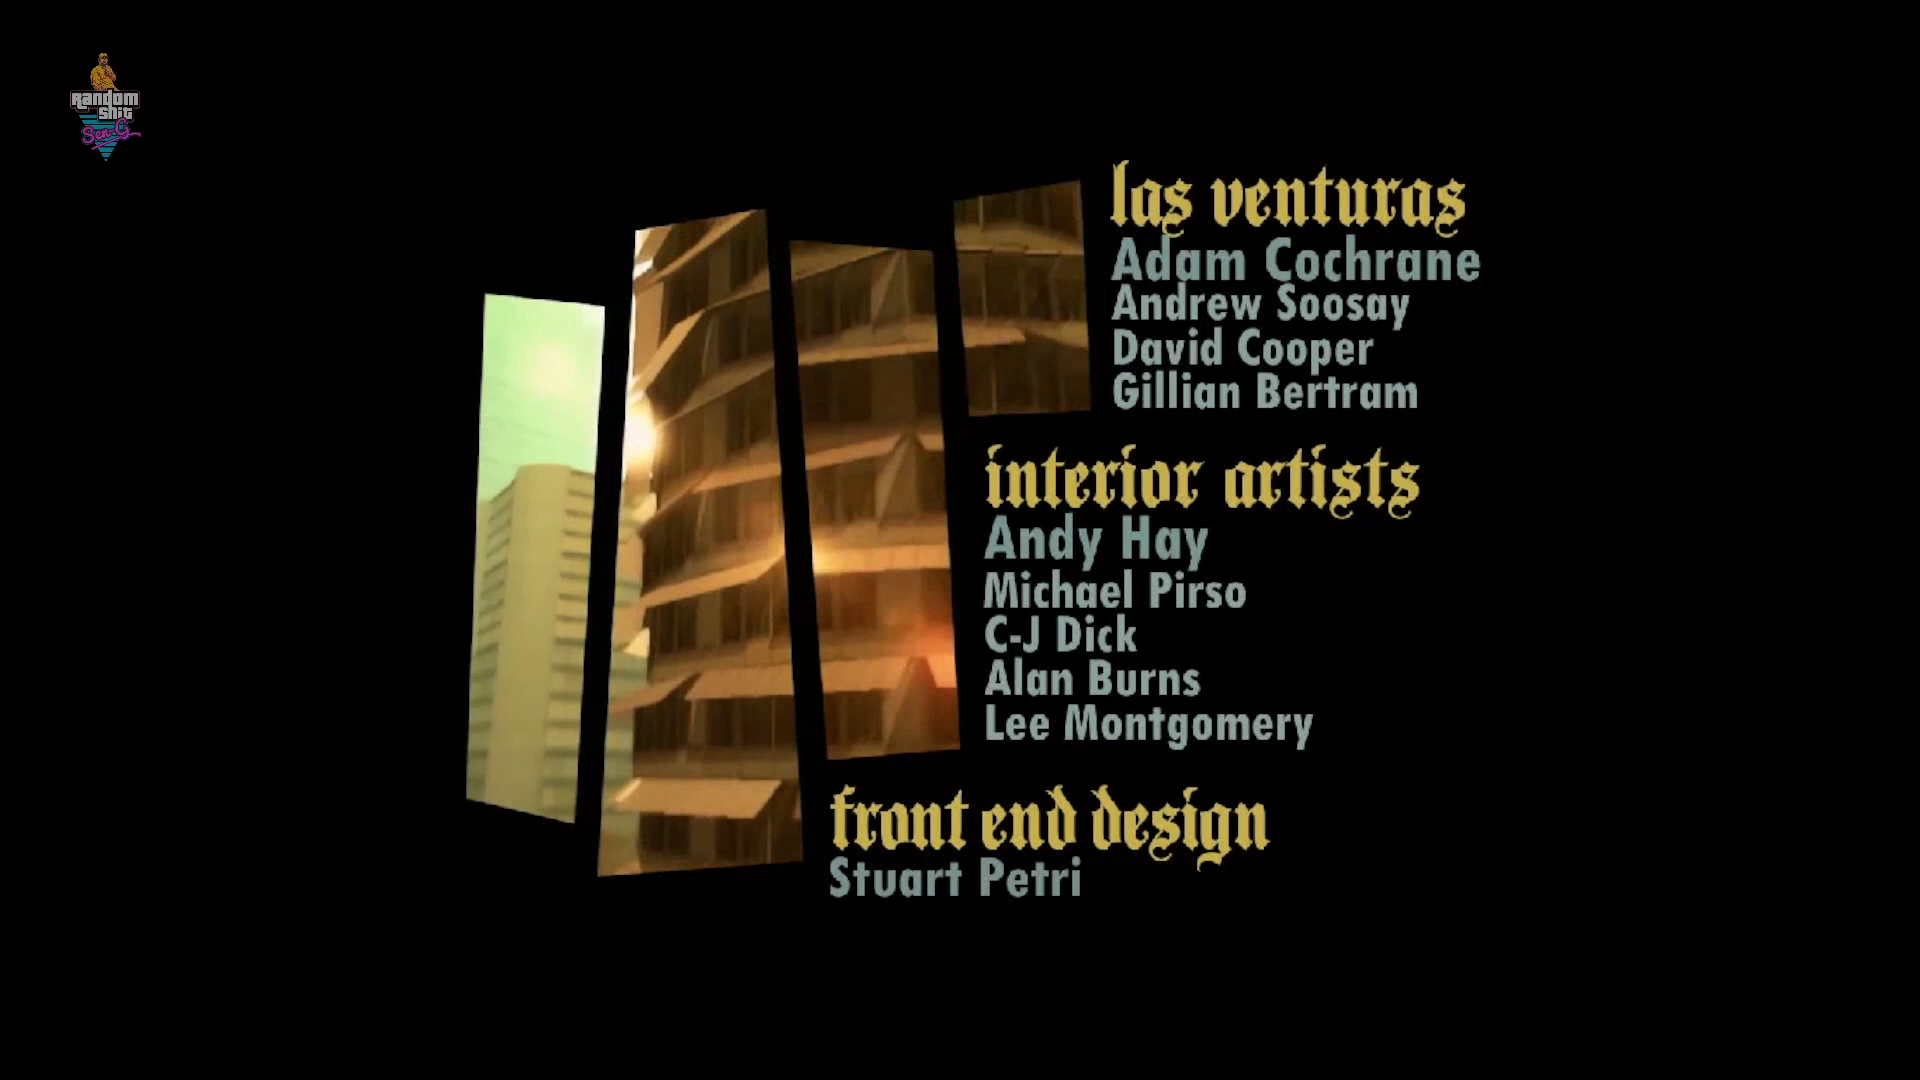 Random
Shit
Sen-G
las venturas
Adam Cochrane
Andrew Soosay
David Cooper
Gillian Bertram
interior artists
Andy Hay
Michael Pirso
C-J Dick
Alan Burns
Lee Montgomery
front end design
Stuart Petri